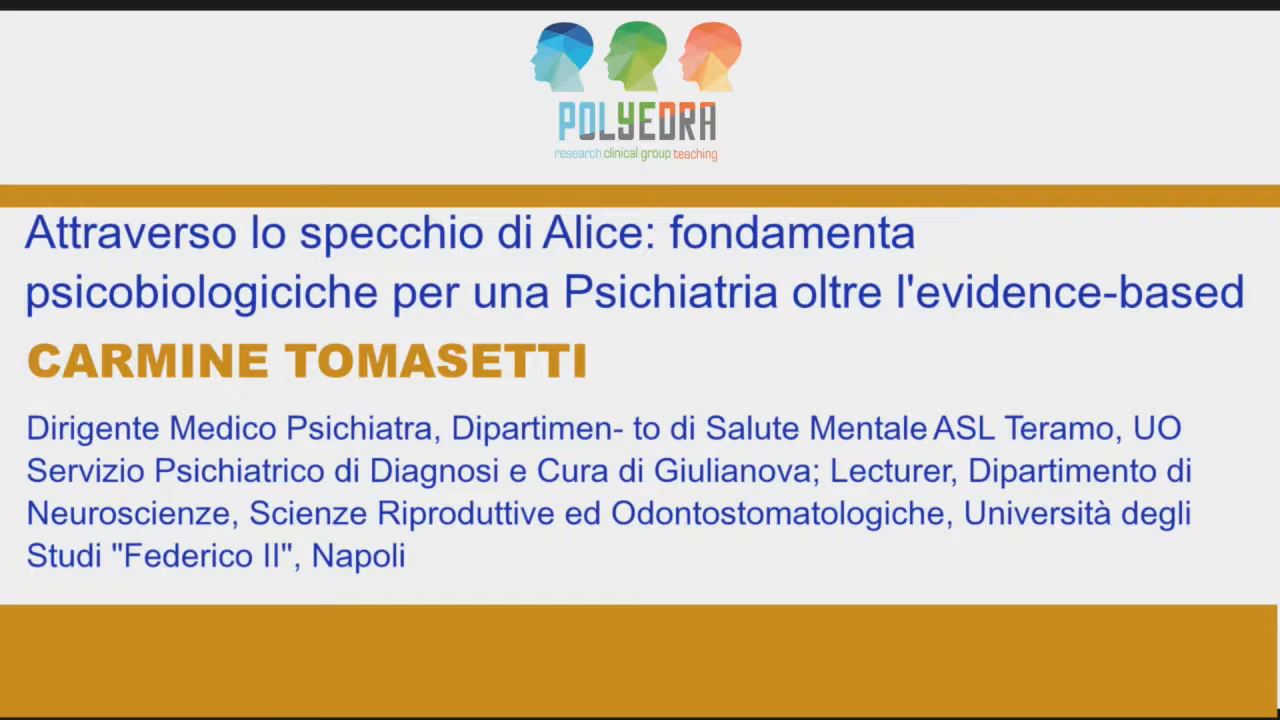 POLYEDRA
research clinical group teaching
Attraverso lo specchio di Alice: fondamenta
psicobiologiciche per una Psichiatria oltre l'evidence-based
CARMINE TOMASETTI
Dirigente Medico Psichiatra, Dipartimen- to di Salute Mentale ASL Teramo, UO
Servizio Psichiatrico di Diagnosi e Cura di Giulianova; Lecturer, Dipartimento di
Neuroscienze, Scienze Riproduttive ed Odontostomatologiche, Università degli
Studi "Federico II", Napoli